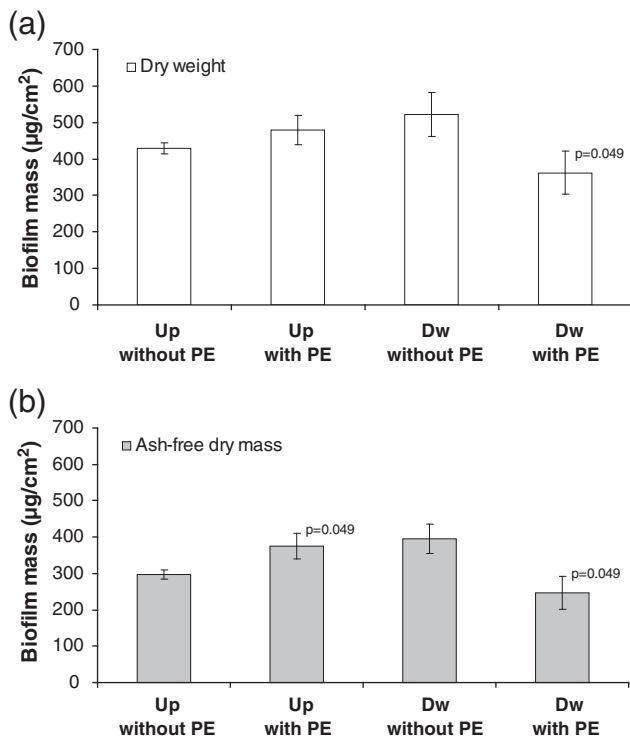 (a)
700
600
500
400
300
200
100
0
Biofilm mass (µg/cm²)
Dry weight
p=0.049
Up without PE
Up with PE
Dw without PE
Dw with PE
(b)
700
600
500
400
300
200
100
0
Biofilm mass (µg/cm²)
Ash-free dry mass
p=0.049
p=0.049
Up without PE
Up with PE
Dw without PE
Dw with PE